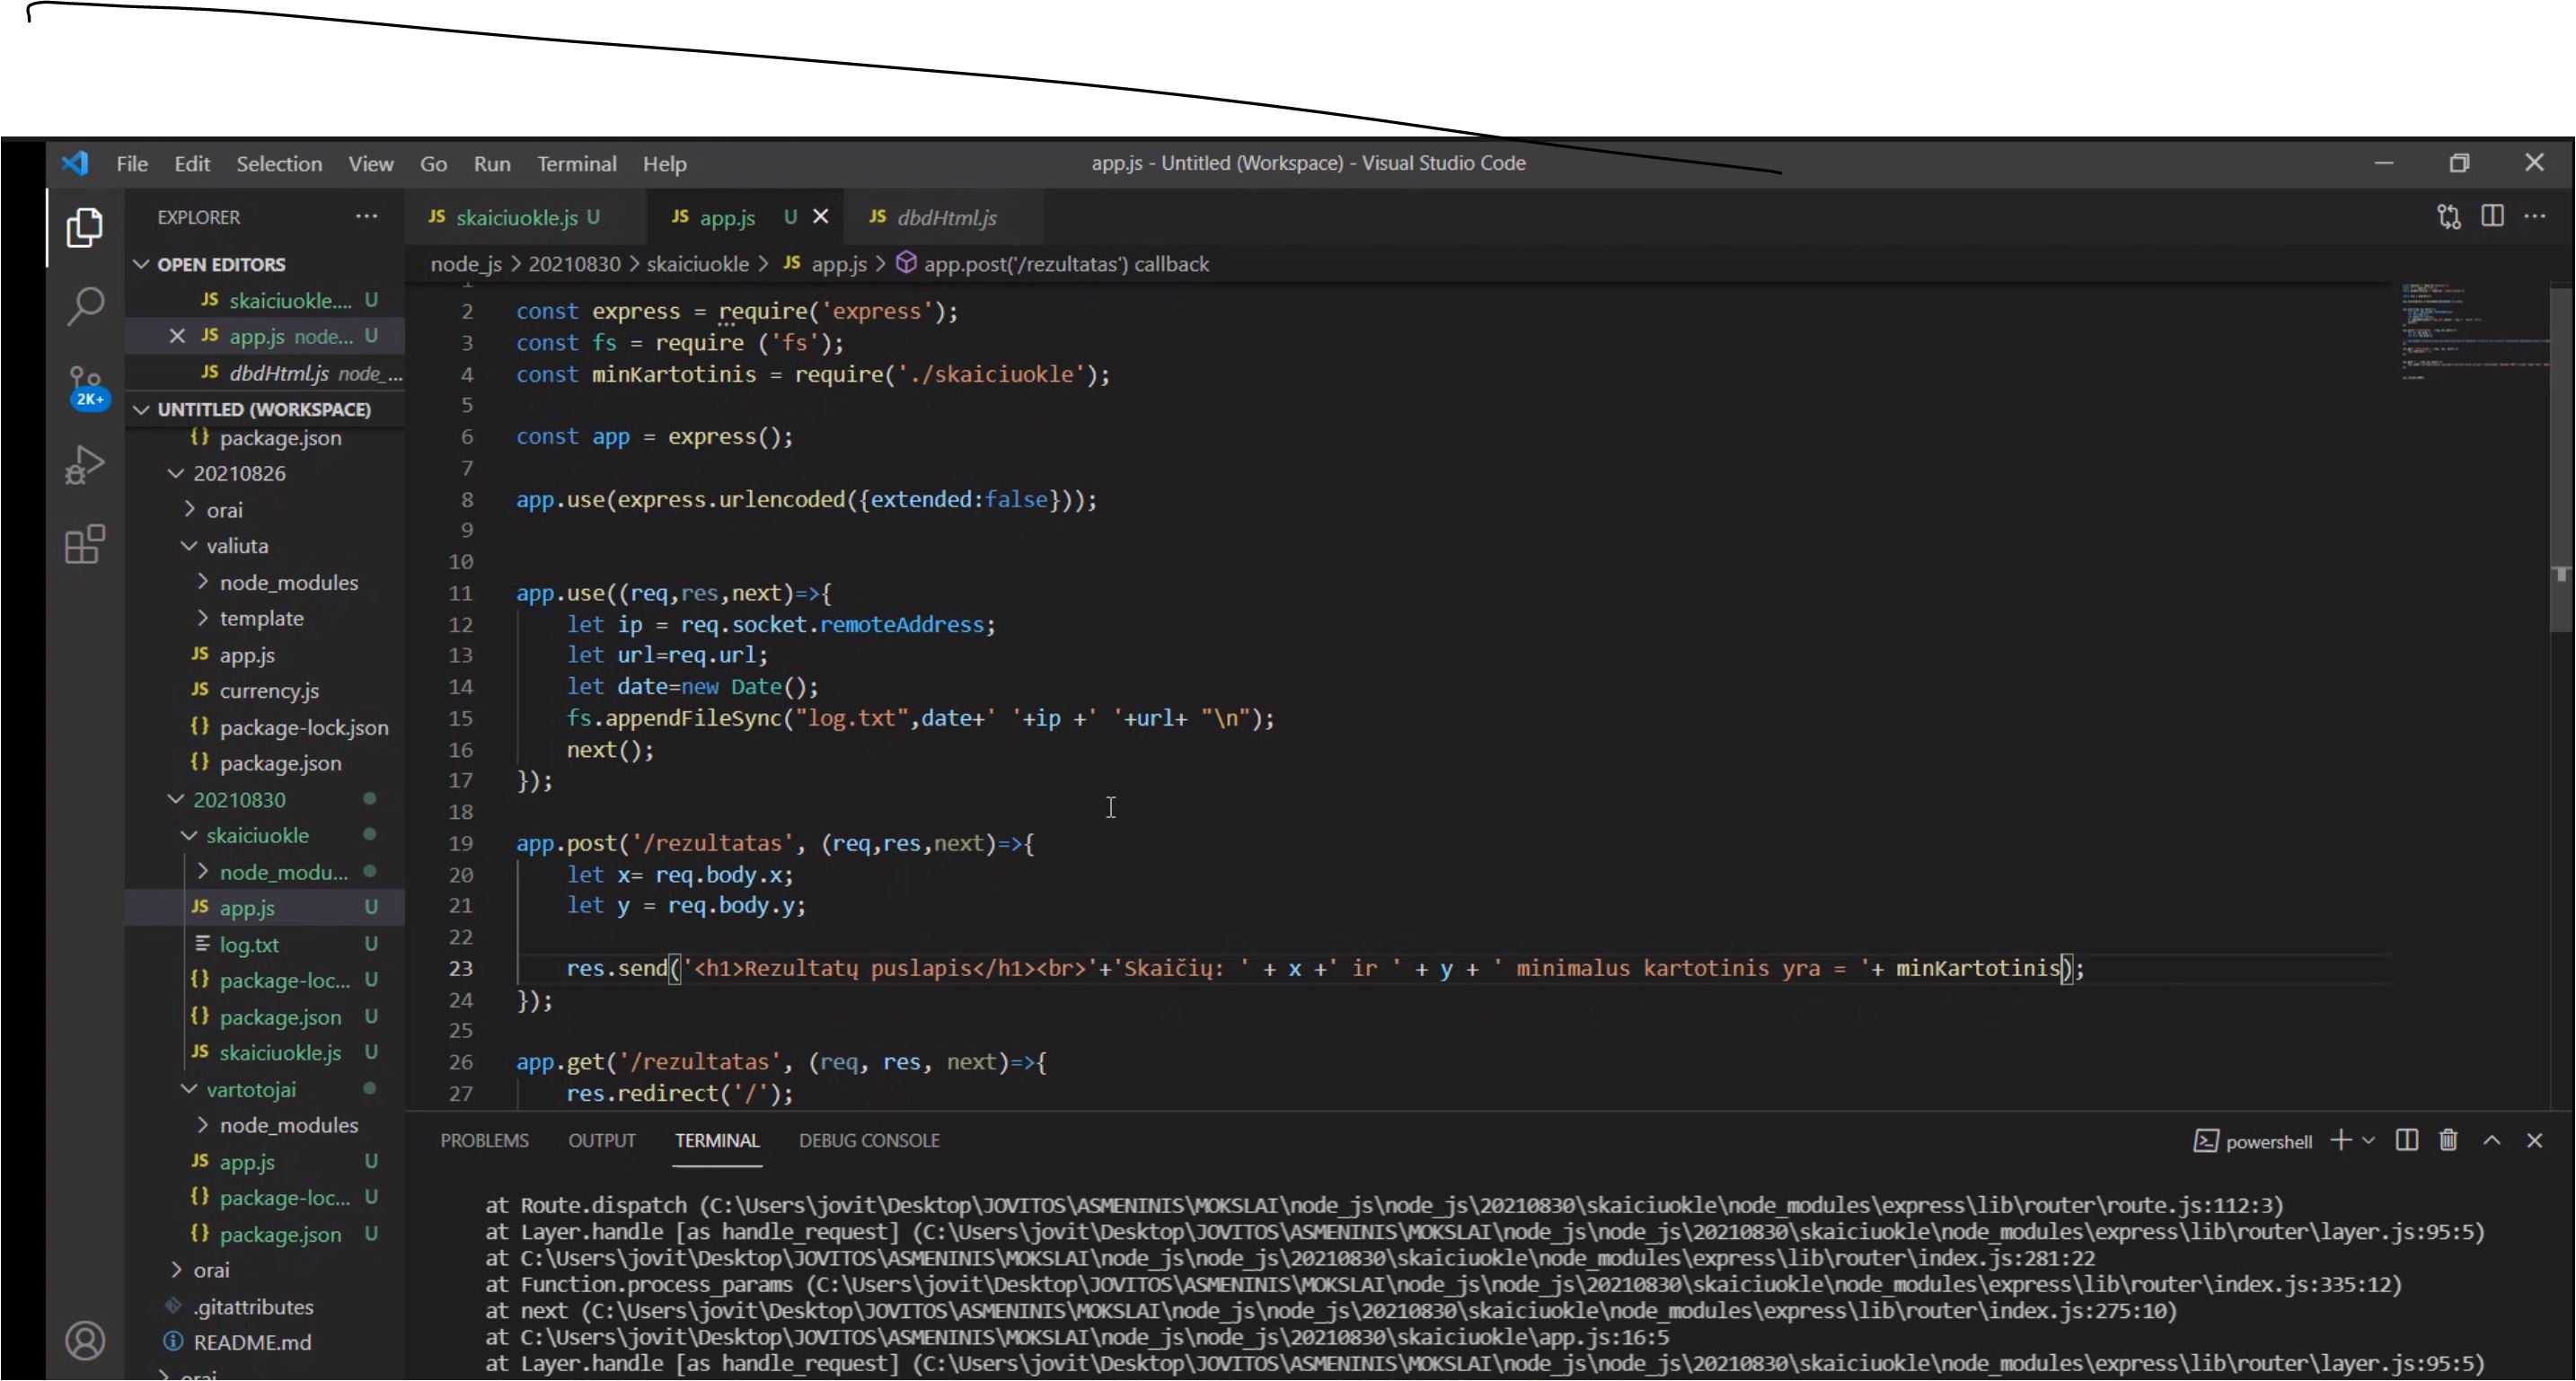 File Edit Selection View Go Run Terminal Help app.js - Untitled (Workspace) - Visual Studio Code
EXPLORER
OPEN EDITORS
JS skaiciuokle.... U
JS app.js node... U
JS dbdHtml.js node_...
2K+
UNTITLED (WORKSPACE)
{} package.json
20210826
orai
valiuta
node_modules
template
JS app.js
JS currency.js
{} package-lock.json
{} package.json
20210830
skaiciuokle
node_modu...
JS app.js U
log.txt U
{} package-loc... U
{} package.json U
JS skaiciuokle.js U
vartotojai
node_modules
JS app.js U
{} package-loc... U
{} package.json U
orai
.gitattributes
README.md
orai
JS skaiciuokle.js U JS app.js U JS dbdHtml.js
node_js > 20210830 > skaiciuokle > JS app.js > app.post('/rezultatas') callback
1
2 const express = require('express');
3 const fs = require ('fs');
4 const minKartotinis = require('./skaiciuokle');
5
6 const app = express();
7
8 app.use(express.urlencoded({extended:false}));
9
10
11 app.use((req,res,next)=>{
12 let ip = req.socket.remoteAddress;
13 let url=req.url;
14 let date=new Date();
15 fs.appendFileSync("log.txt",date+' '+ip +' '+url+ "\n");
16 next();
17 });
18
19 app.post('/rezultatas', (req,res,next)=>{
20 let x= req.body.x;
21 let y = req.body.y;
22
23 res.send('<h1>Rezultatų puslapis</h1><br>'+'Skaičių: ' + x +' ir ' + y + ' minimalus kartotinis yra = '+ minKartotinis);
24 });
25
26 app.get('/rezultatas', (req, res, next)=>{
27 res.redirect('/');
PROBLEMS OUTPUT TERMINAL DEBUG CONSOLE powershell
at Route.dispatch (C:\Users\jovit\Desktop\JOVITOS\ASMENINIS\MOKSLAI\node_js\node_js\20210830\skaiciuokle\node_modules\express\lib\router\route.js:112:3)
at Layer.handle [as handle_request] (C:\Users\jovit\Desktop\JOVITOS\ASMENINIS\MOKSLAI\node_js\node_js\20210830\skaiciuokle\node_modules\express\lib\router\layer.js:95:5)
at C:\Users\jovit\Desktop\JOVITOS\ASMENINIS\MOKSLAI\node_js\node_js\20210830\skaiciuokle\node_modules\express\lib\router\index.js:281:22
at Function.process_params (C:\Users\jovit\Desktop\JOVITOS\ASMENINIS\MOKSLAI\node_js\node_js\20210830\skaiciuokle\node_modules\express\lib\router\index.js:335:12)
at next (C:\Users\jovit\Desktop\JOVITOS\ASMENINIS\MOKSLAI\node_js\node_js\20210830\skaiciuokle\node_modules\express\lib\router\index.js:275:10)
at C:\Users\jovit\Desktop\JOVITOS\ASMENINIS\MOKSLAI\node_js\node_js\20210830\skaiciuokle\app.js:16:5
at Layer.handle [as handle_request] (C:\Users\jovit\Desktop\JOVITOS\ASMENINIS\MOKSLAI\node_js\node_js\20210830\skaiciuokle\node_modules\express\lib\router\layer.js:95:5)